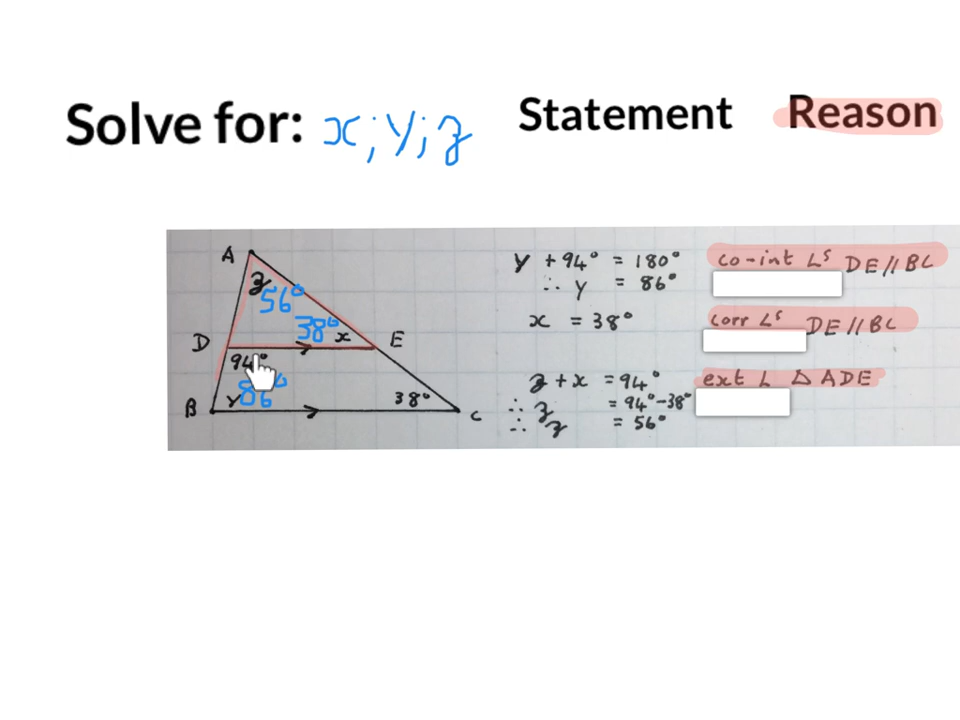 Solve for: x; y; z
Statement Reason
A
z
56°
38° x
D
E
94°
y 86°
B
38°
C
y + 94° = 180° co-int ∠s DE // BC
∴ y = 86°
x = 38° corr ∠s DE // BC
z + x = 94° ext ∠ △ ADE
∴ z = 94° - 38°
∴ z = 56°